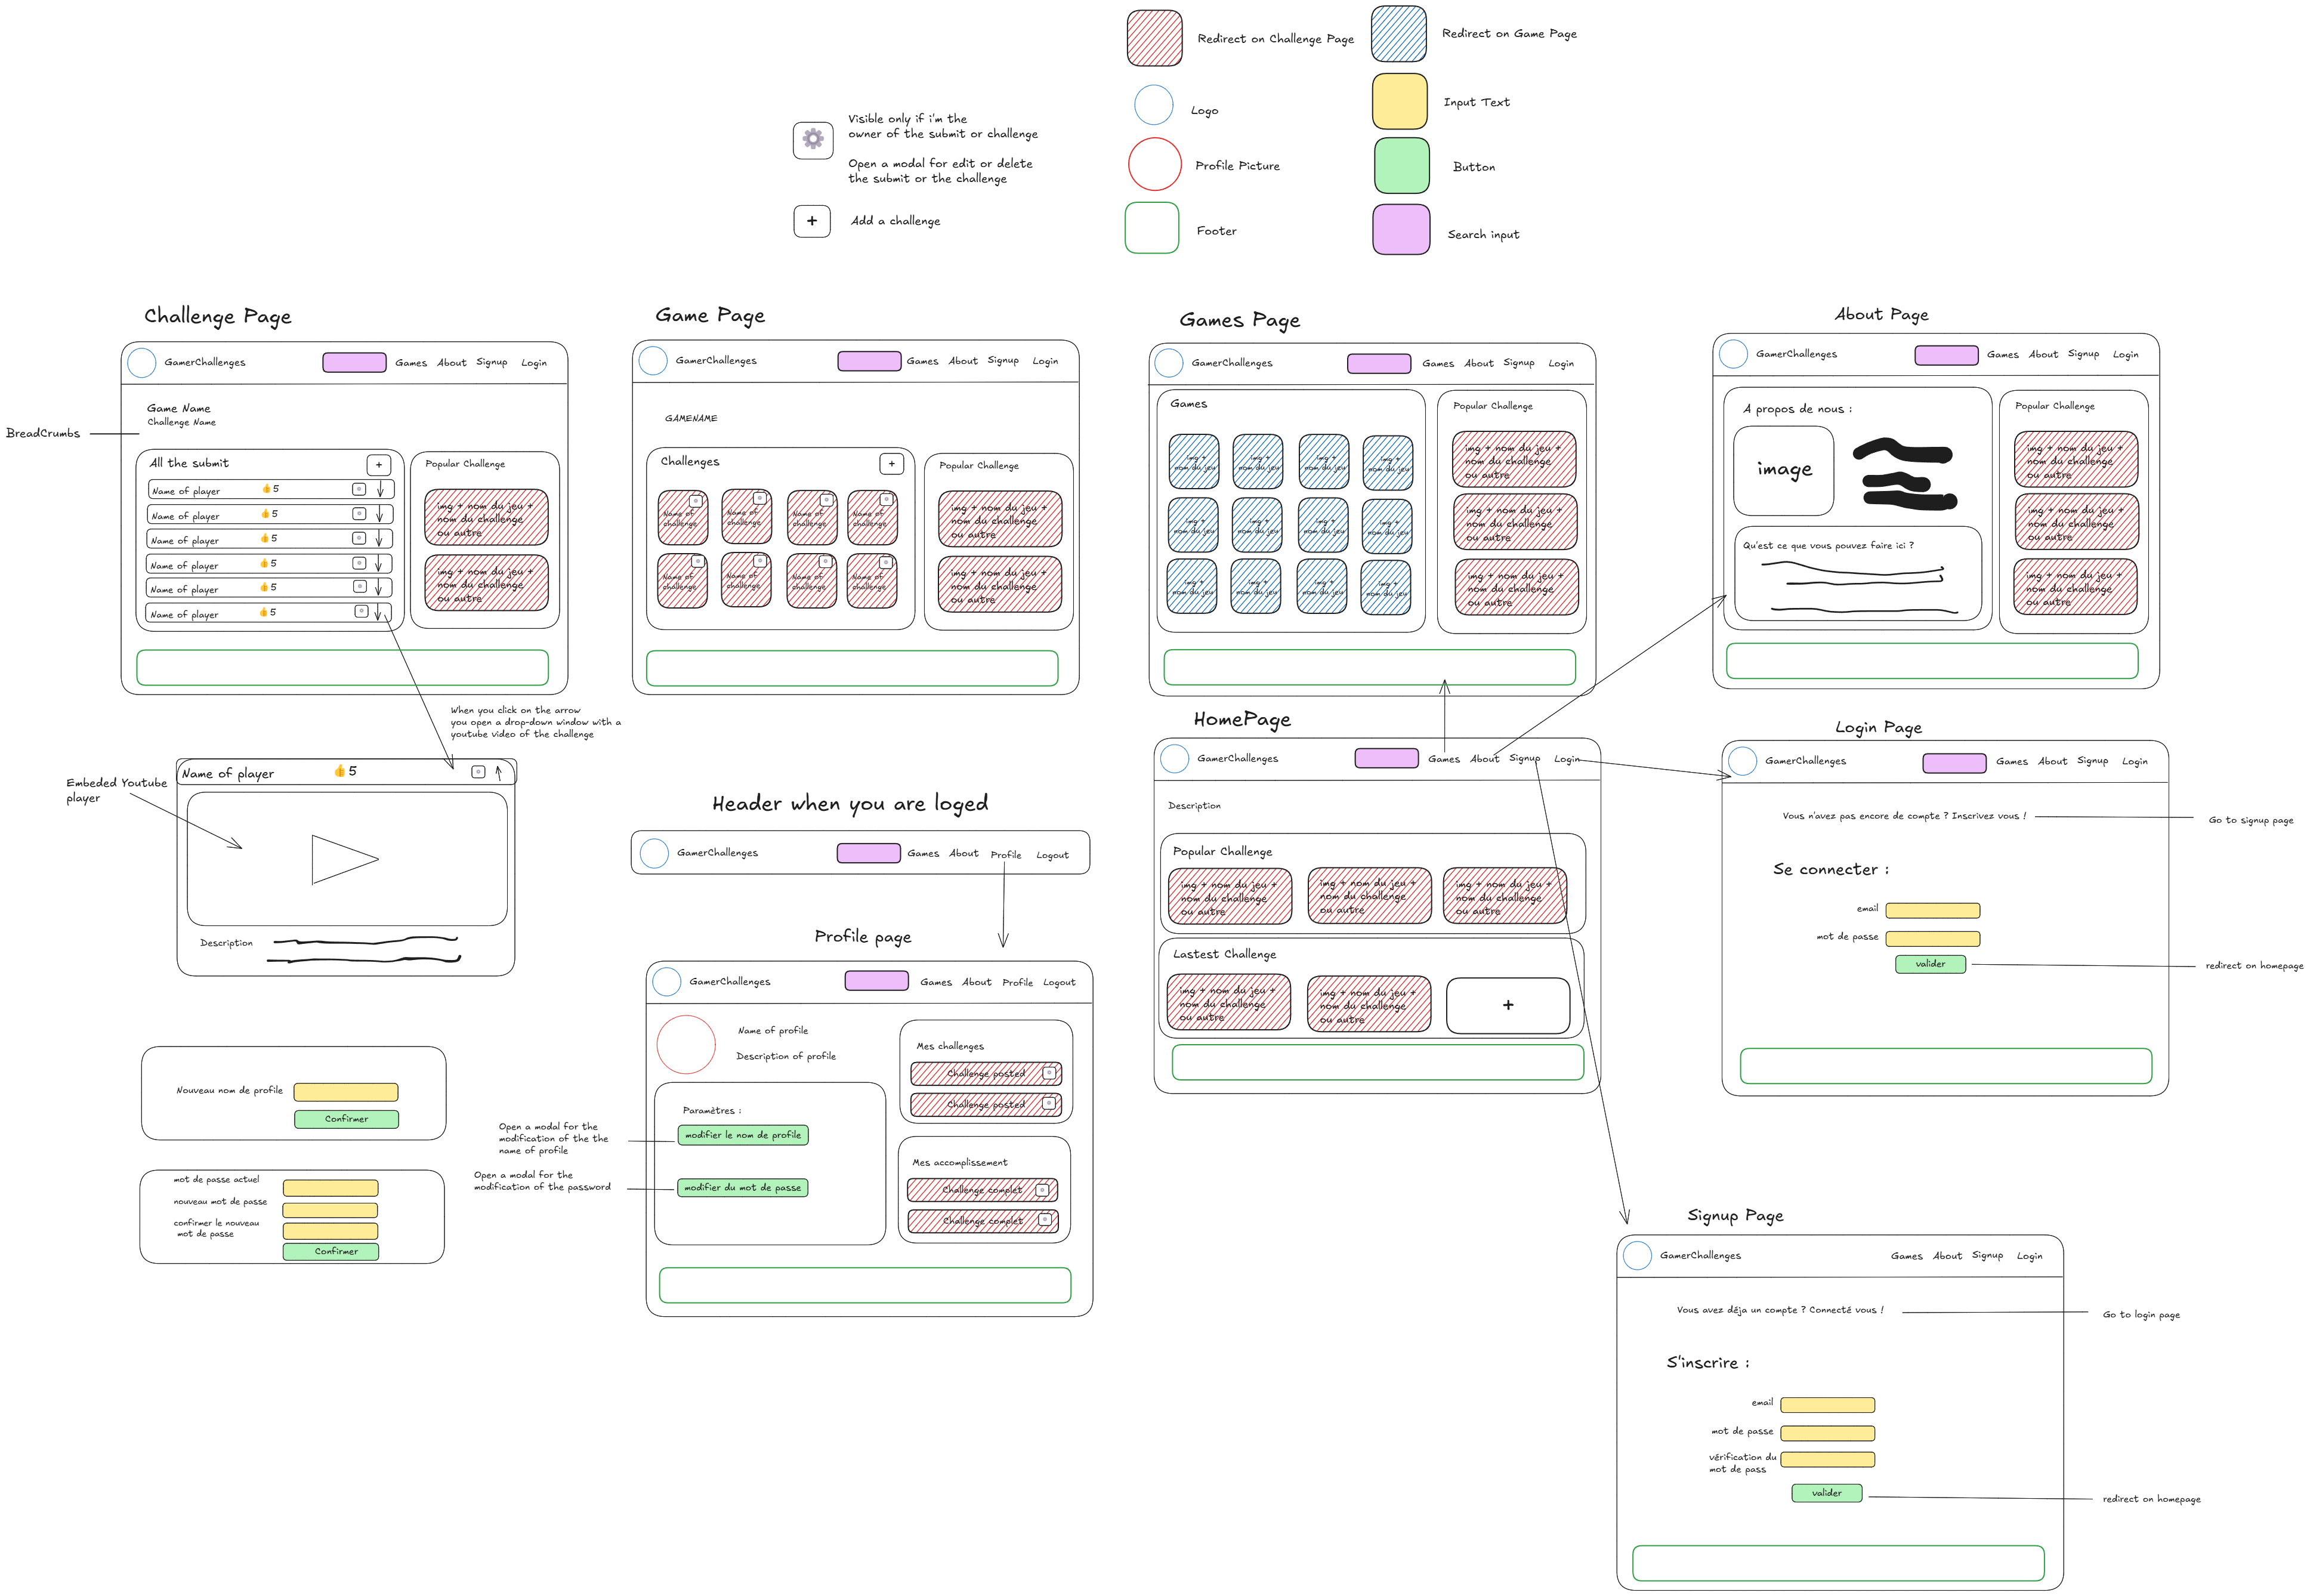 Redirect on Challenge Page
Redirect on Game Page
Logo
Input Text
Profile Picture
Button
Footer
Search input
Visible only if i'm the
owner of the submit or challenge
Open a modal for edit or delete
the submit or the challenge
+
Add a challenge
Challenge Page
GamerChallenges
Games About Signup Login
BreadCrumbs
Game Name
Challenge Name
All the submit
+
Name of player 👍5
Name of player 👍5
Name of player 👍5
Name of player 👍5
Name of player 👍5
Name of player 👍5
Popular Challenge
img + nom du jeu +
nom du challenge
ou autre
img + nom du jeu +
nom du challenge
ou autre
When you click on the arrow
you open a drop-down window with a
youtube video of the challenge
Embeded Youtube
player
Name of player 👍5
Description
Game Page
GamerChallenges
Games About Signup Login
GAMENAME
Challenges
+
Name of
challenge
Name of
challenge
Name of
challenge
Name of
challenge
Name of
challenge
Name of
challenge
Name of
challenge
Name of
challenge
Popular Challenge
img + nom du jeu +
nom du challenge
ou autre
img + nom du jeu +
nom du challenge
ou autre
Games Page
GamerChallenges
Games About Signup Login
Games
img +
nom du jeu
img +
nom du jeu
img +
nom du jeu
img +
nom du jeu
img +
nom du jeu
img +
nom du jeu
img +
nom du jeu
img +
nom du jeu
img +
nom du jeu
img +
nom du jeu
img +
nom du jeu
img +
nom du jeu
Popular Challenge
img + nom du jeu +
nom du challenge
ou autre
img + nom du jeu +
nom du challenge
ou autre
img + nom du jeu +
nom du challenge
ou autre
About Page
GamerChallenges
Games About Signup Login
A propos de nous :
image
Qu'est ce que vous pouvez faire ici ?
Popular Challenge
img + nom du jeu +
nom du challenge
ou autre
img + nom du jeu +
nom du challenge
ou autre
img + nom du jeu +
nom du challenge
ou autre
HomePage
GamerChallenges
Games About Signup Login
Description
Popular Challenge
img + nom du jeu +
nom du challenge
ou autre
img + nom du jeu +
nom du challenge
ou autre
img + nom du jeu +
nom du challenge
ou autre
Lastest Challenge
img + nom du jeu +
nom du challenge
ou autre
img + nom du jeu +
nom du challenge
ou autre
+
Login Page
GamerChallenges
Games About Signup Login
Vous n'avez pas encore de compte ? Inscrivez vous !
Go to signup page
Se connecter :
email
mot de passe
valider
redirect on homepage
Header when you are loged
GamerChallenges
Games About Profile Logout
Profile page
GamerChallenges
Games About Profile Logout
Name of profile
Description of profile
Mes challenges
Challenge posted
Challenge posted
Paramètres :
modifier le nom de profile
modifier du mot de passe
Mes accomplissement
Challenge complet
Challenge complet
Open a modal for the
modification of the the
name of profile
Open a modal for the
modification of the password
Nouveau nom de profile
Confirmer
mot de passe actuel
nouveau mot de passe
confirmer le nouveau
mot de passe
Confirmer
Signup Page
GamerChallenges
Games About Signup Login
Vous avez déja un compte ? Connecté vous !
Go to login page
S'inscrire :
email
mot de passe
vérification du
mot de pass
valider
redirect on homepage